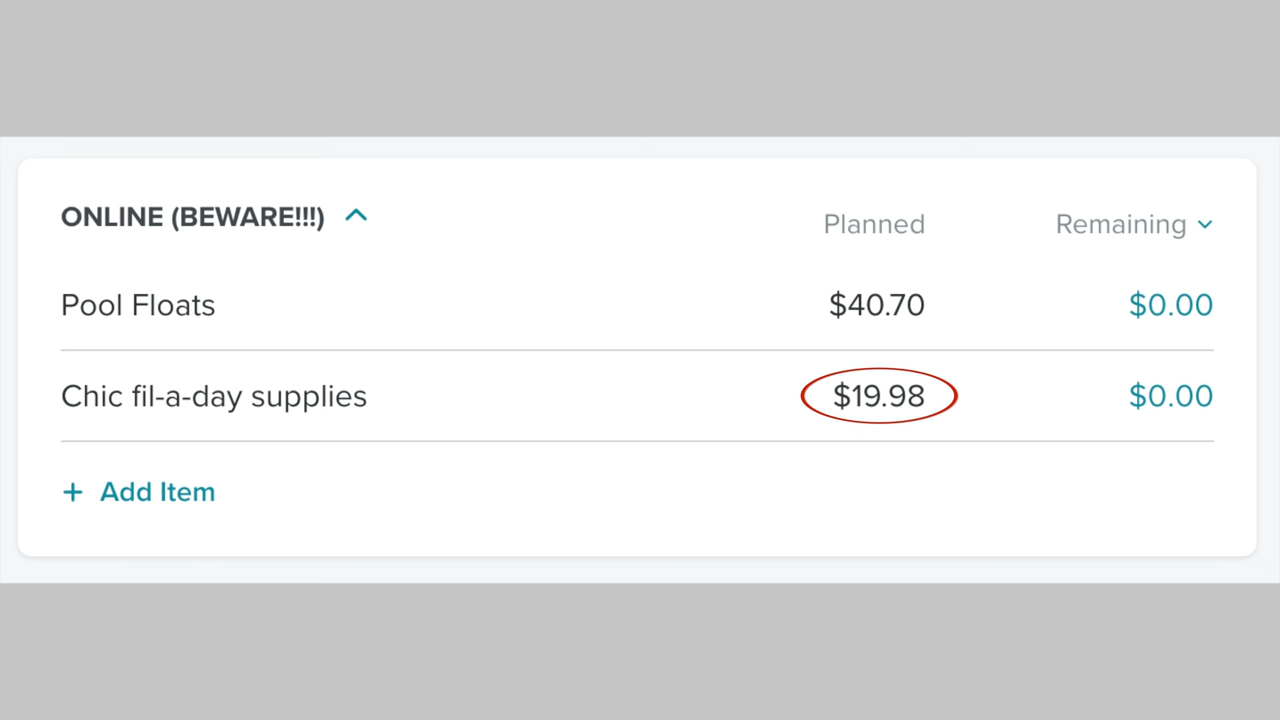 ONLINE (BEWARE!!!) Planned Remaining
Pool Floats $40.70 $0.00
Chic fil-a-day supplies $19.98 $0.00
+ Add Item